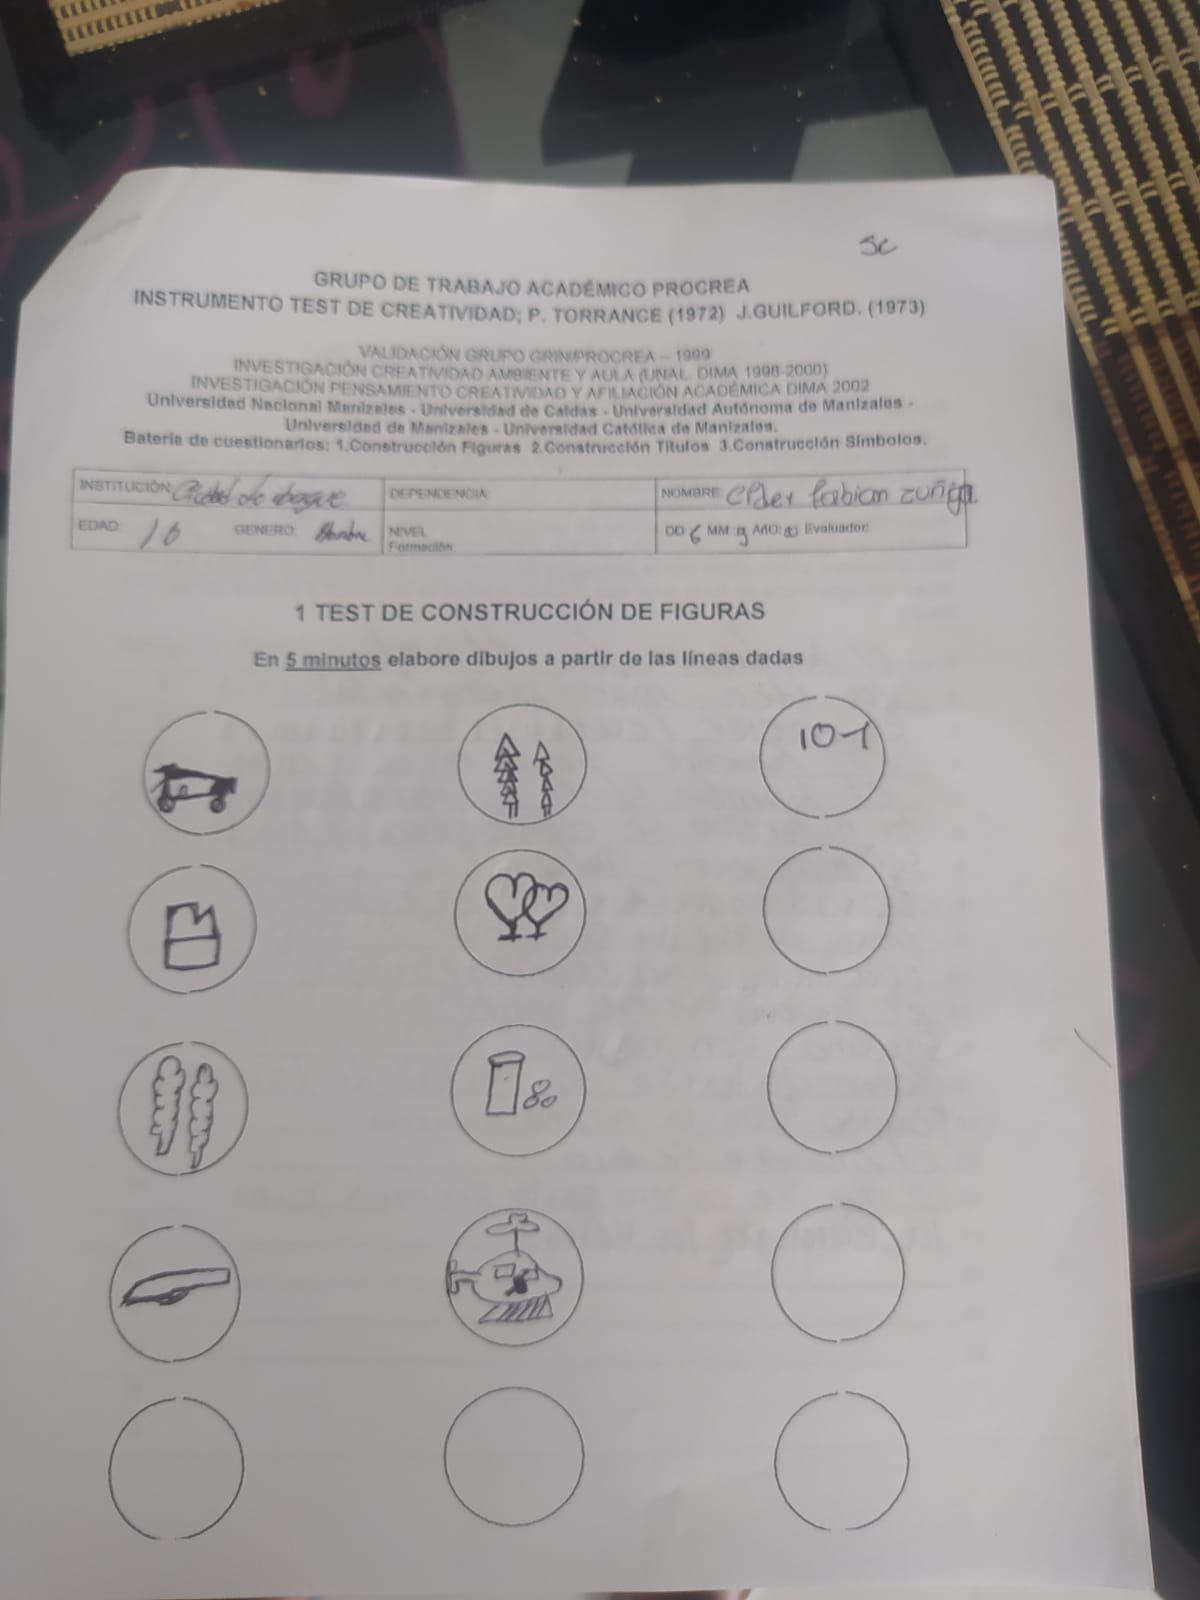 Sc
GRUPO DE TRABAJO ACADÉMICO PROCREA
INSTRUMENTO TEST DE CREATIVIDAD; P. TORRANCE (1972) J.GUILFORD. (1973)
VALIDACIÓN GRUPO GRIN/PROCREA – 1999
INVESTIGACIÓN CREATIVIDAD AMBIENTE Y AULA (UNAL. DIMA 1998-2000)
INVESTIGACIÓN PENSAMIENTO CREATIVIDAD Y AFILIACIÓN ACADÉMICA DIMA 2002
Universidad Nacional Manizales - Universidad de Caldas - Universidad Autónoma de Manizales -
Universidad de Manizales - Universidad Católica de Manizales.
Batería de cuestionarios: 1.Construcción Figuras 2.Construcción Títulos 3.Construcción Símbolos.
INSTITUCIÓN: Ciudad de ibague DEPENDENCIA: NOMBRE: Elder fabian zuñiga
EDAD: 16 GENERO: Hombre NIVEL Formación: DD 6 MM: AÑO: Evaluador:
1 TEST DE CONSTRUCCIÓN DE FIGURAS
En 5 minutos elabore dibujos a partir de las líneas dadas
10-1